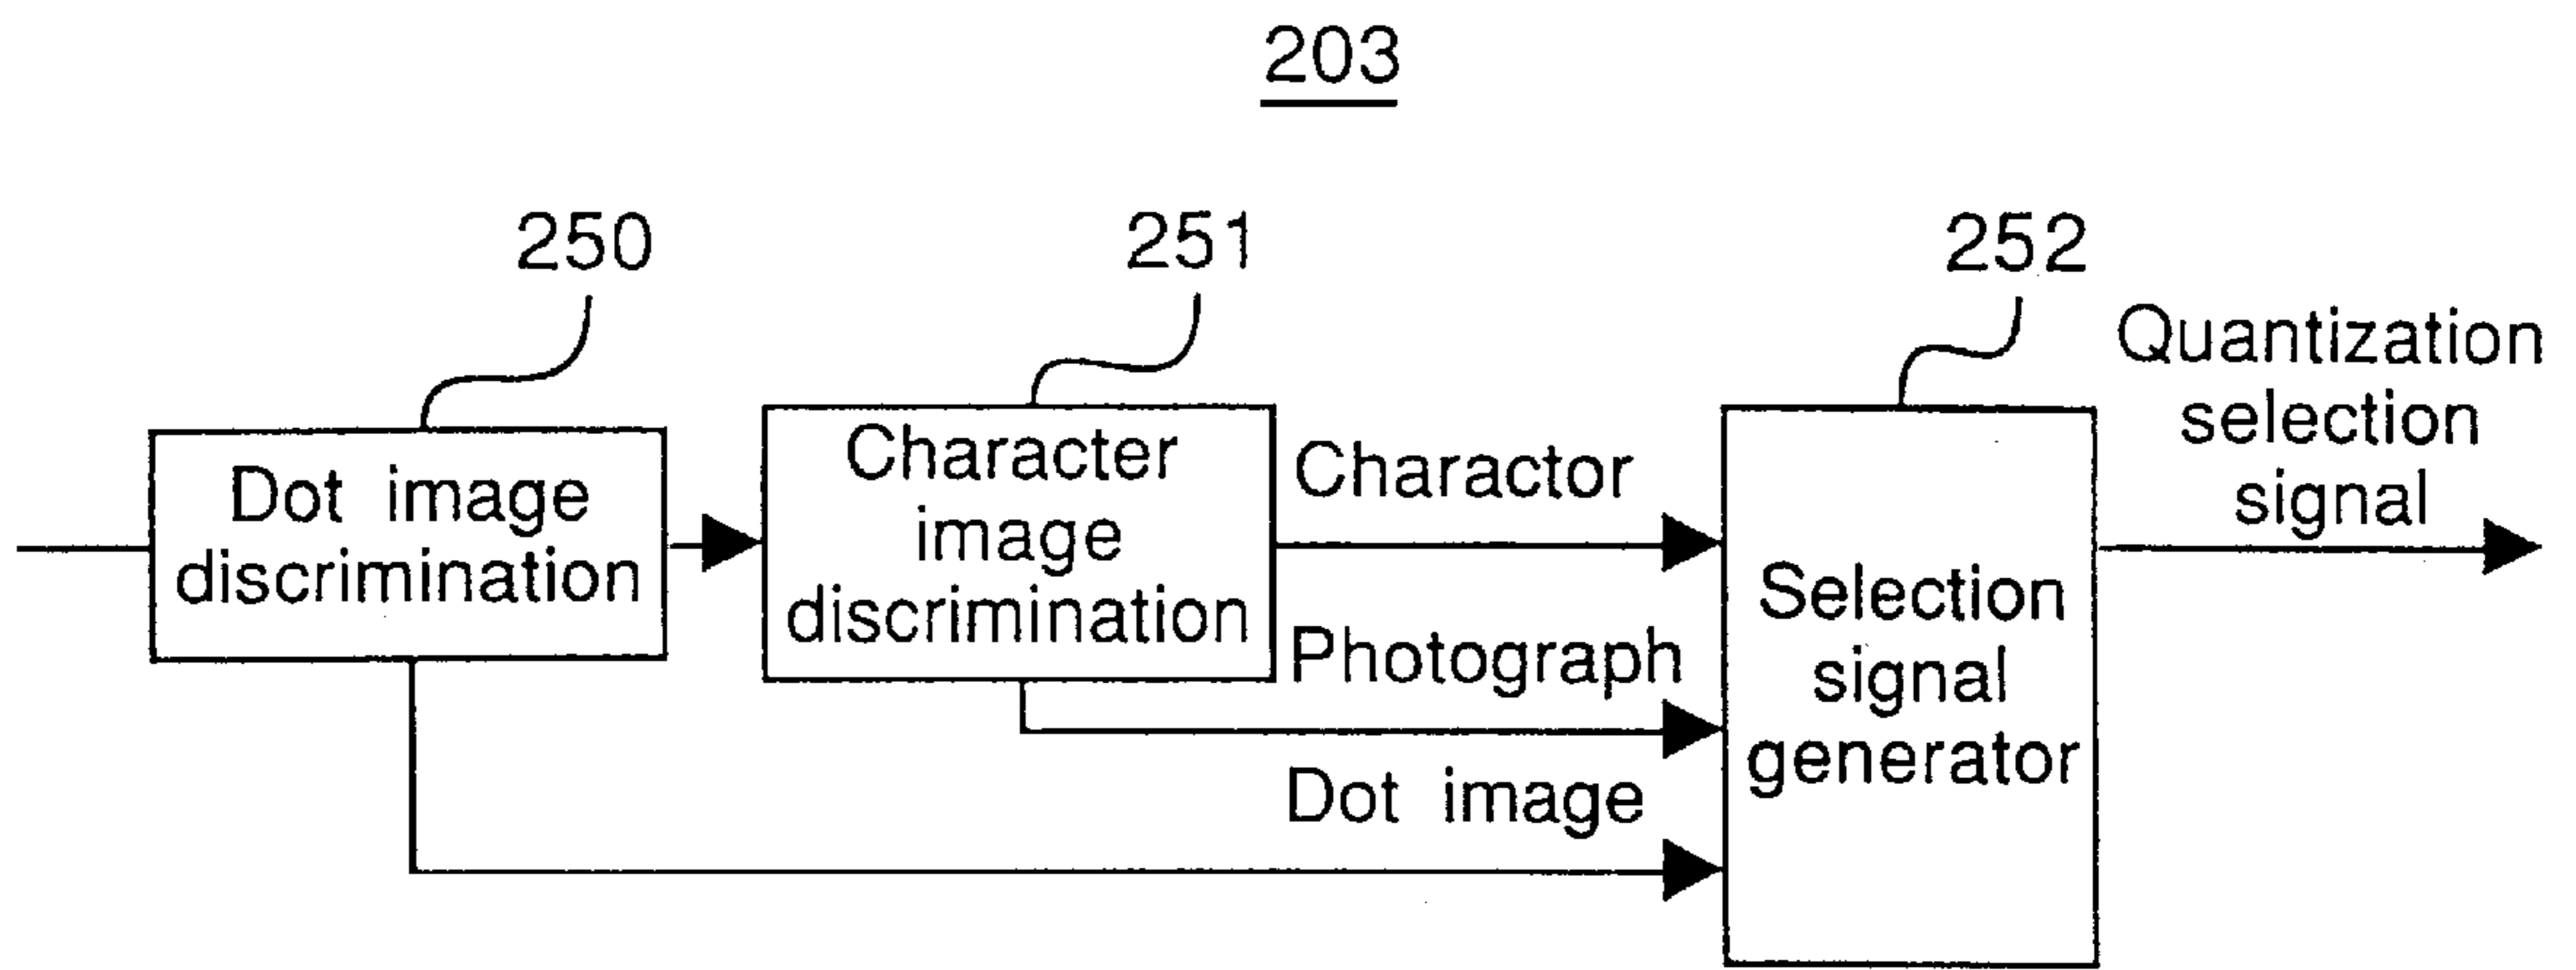 203
250
251
252
Dot image
discrimination
Character
image
discrimination
Charactor
Photograph
Dot image
Selection
signal
generator
Quantization
selection
signal